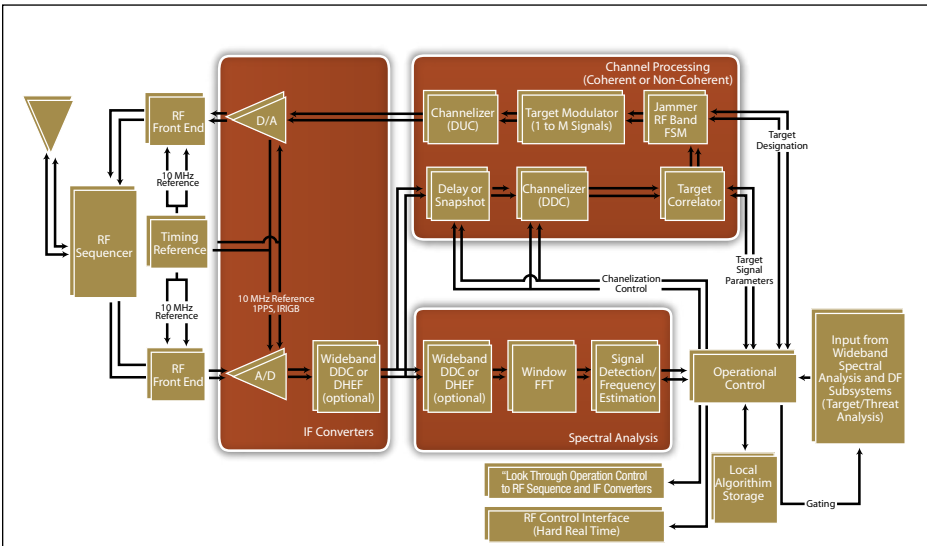 Channel Processing
(Coherent or Non-Coherent)
RF
Front End
D/A
Channelizer
(DUC)
Target Modulator
(1 to M Signals)
Jammer
RF Band
FSM
Target
Designation
10 MHz
Reference
Delay or
Snapshot
Channelizer
(DDC)
Target
Correlator
RF
Sequencer
Timing
Reference
Target
Signal
Parameters
Chanelization
Control
10 MHz Reference
1PPS, IRIGB
10 MHz
Reference
RF
Front End
A/D
Wideband
DDC or
DHEF
(optional)
Wideband
DDC or
DHEF
(optional)
Window
FFT
Signal
Detection/
Frequency
Estimation
Operational
Control
Input from
Wideband
Spectral
Analysis and DF
Subsystems
(Target/Threat
Analysis)
IF Converters
Spectral Analysis
"Look Through Operation Control
to RF Sequence and IF Converters
Local
Algorithim
Storage
Gating
RF Control Interface
(Hard Real Time)